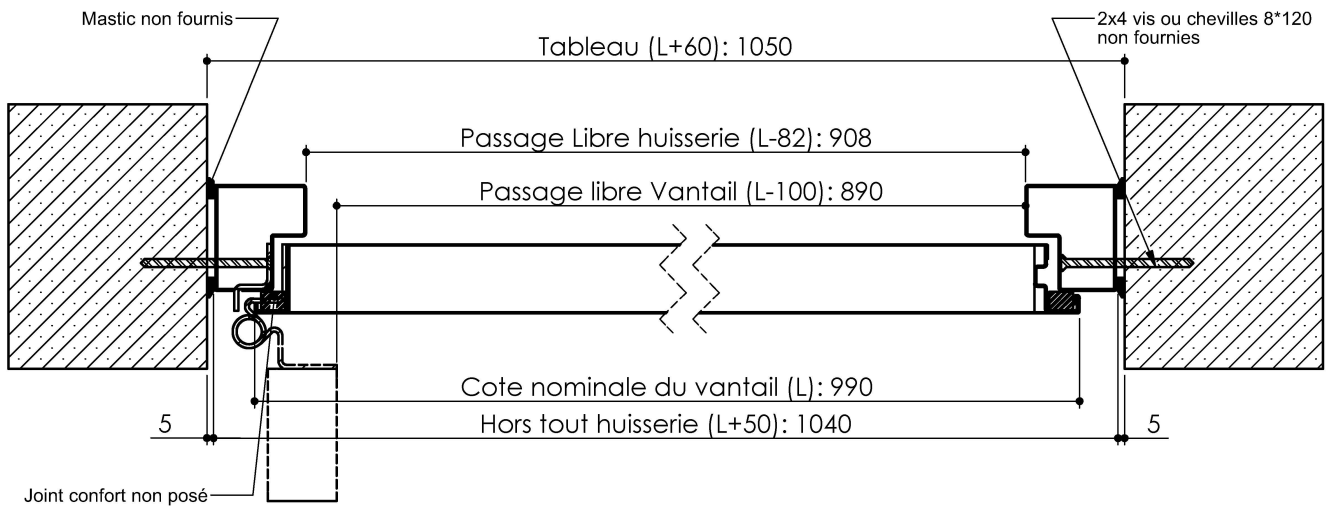 Mastic non fournis
2x4 vis ou chevilles 8*120
non fournies
Tableau (L+60): 1050
Passage Libre huisserie (L-82): 908
Passage libre Vantail (L-100): 890
Cote nominale du vantail (L): 990
5
Hors tout huisserie (L+50): 1040
5
Joint confort non posé